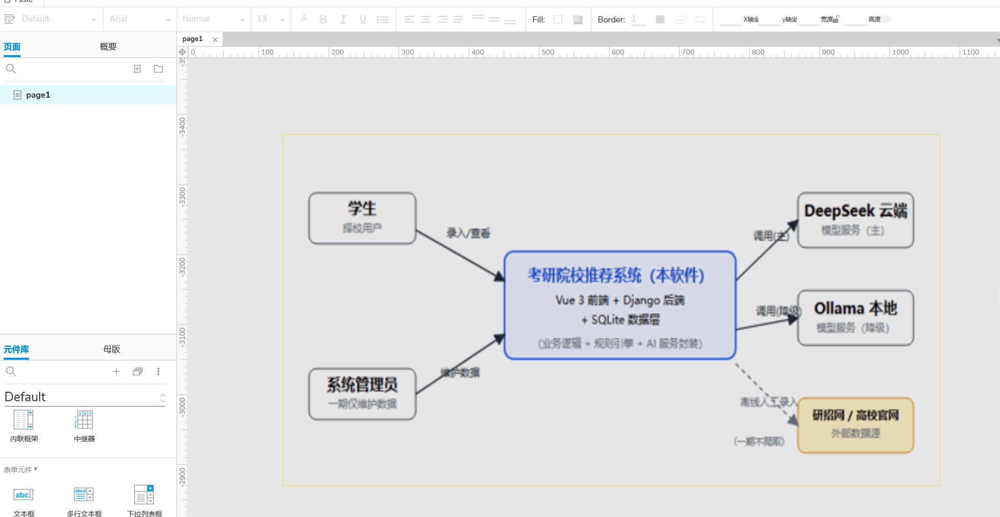 Paste
Default
Arial
Normal
13
Fill:
Border:
1
X轴坐
y轴坐
宽度
高度
页面
概要
page1
0
100
200
300
400
500
600
700
800
900
1000
1100
page1
-3400
-3300
-3200
-3100
-3000
-2900
学生
择校用户
录入/查看
DeepSeek 云端
模型服务（主）
调用(主)
考研院校推荐系统（本软件）
Vue 3 前端 + Django 后端
+ SQLite 数据层
（业务逻辑 + 规则引擎 + AI 服务封装）
调用(降级)
Ollama 本地
模型服务（降级）
系统管理员
一期仅维护数据
维护数据
离线人工录入
研招网 / 高校官网
外部数据源
（一期不爬取）
元件库
母版
Default
内联框架
中继器
表单元件
文本框
多行文本框
下拉列表框